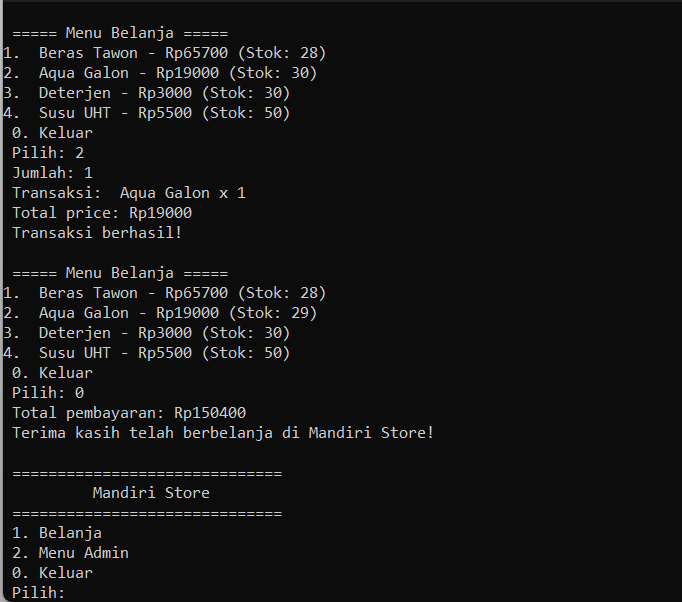 ===== Menu Belanja =====
1.  Beras Tawon - Rp65700 (Stok: 28)
2.  Aqua Galon - Rp19000 (Stok: 30)
3.  Deterjen - Rp3000 (Stok: 30)
4.  Susu UHT - Rp5500 (Stok: 50)
0. Keluar
Pilih: 2
Jumlah: 1
Transaksi:  Aqua Galon x 1
Total price: Rp19000
Transaksi berhasil!

===== Menu Belanja =====
1.  Beras Tawon - Rp65700 (Stok: 28)
2.  Aqua Galon - Rp19000 (Stok: 29)
3.  Deterjen - Rp3000 (Stok: 30)
4.  Susu UHT - Rp5500 (Stok: 50)
0. Keluar
Pilih: 0
Total pembayaran: Rp150400
Terima kasih telah berbelanja di Mandiri Store!

==============================
         Mandiri Store
==============================
1. Belanja
2. Menu Admin
0. Keluar
Pilih: